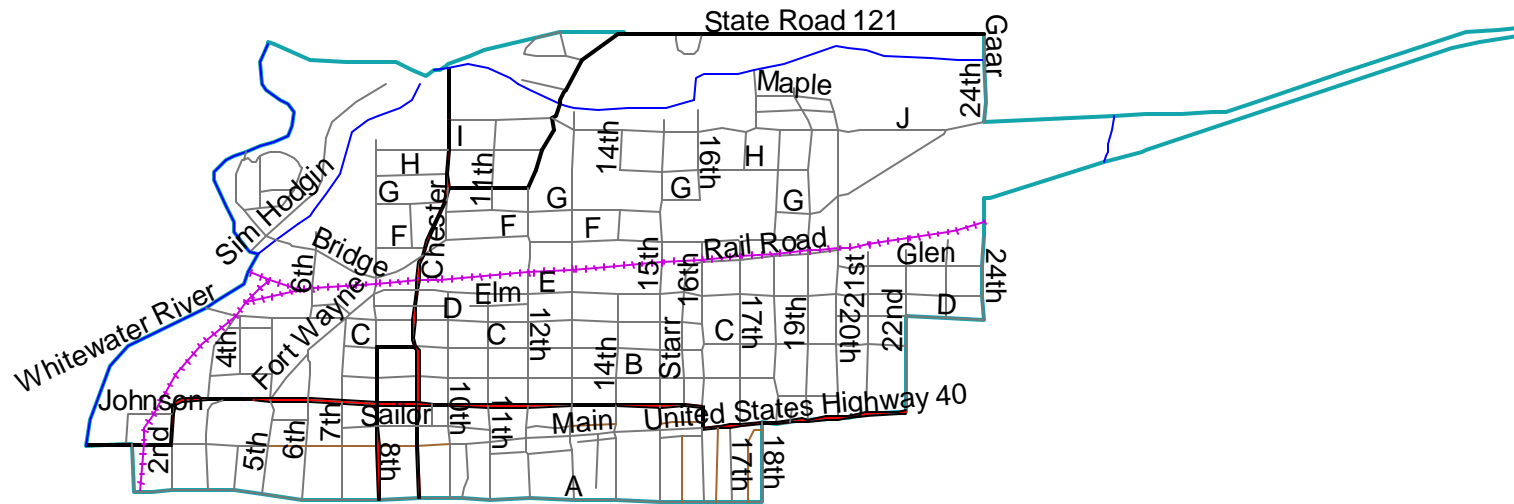 State Road 121
Gaar
24th
Maple
J
I
14th
16th
H
H
11th
G
G
G
G
Chester
Sim Hodgin
F
F
F
Bridge
Rail Road
15th
16th
Glen
24th
6th
E
Elm
D
D
21st
20th
22nd
Whitewater River
Fort Wayne
4th
C
C
C
12th
17th
19th
Starr
14th
B
Johnson
Sailor
10th
11th
Main
United States Highway 40
2nd
5th
6th
7th
8th
17th
18th
A